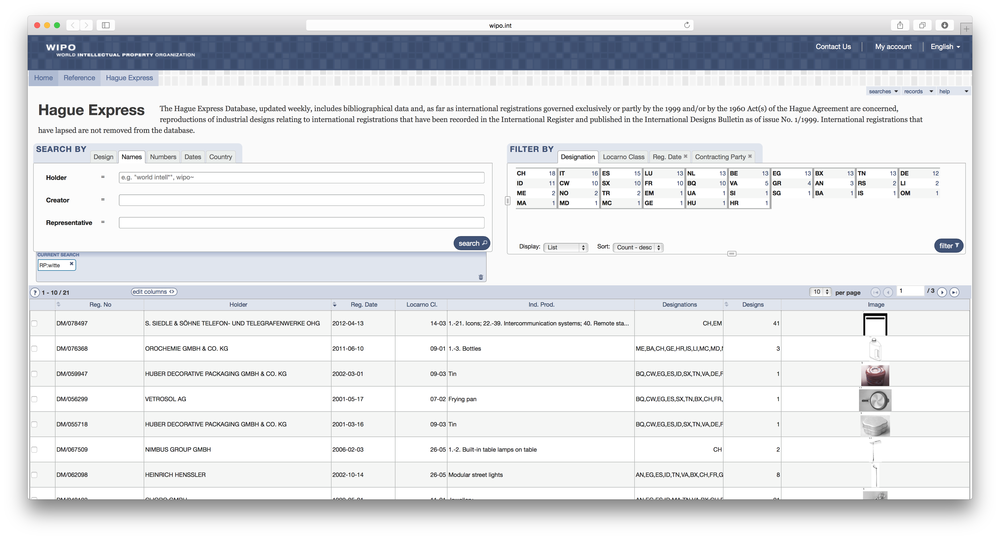 wipo.int
WIPO
WORLD INTELLECTUAL PROPERTY ORGANIZATION
Contact Us
My account
English
Home
Reference
Hague Express
searches
records
help
Hague Express
The Hague Express Database, updated weekly, includes bibliographical data and, as far as international registrations governed exclusively or partly by the 1999 and/or by the 1960 Act(s) of the Hague Agreement are concerned,
reproductions of industrial designs relating to international registrations that have been recorded in the International Register and published in the International Designs Bulletin as of issue No. 1/1999. International registrations that
have lapsed are not removed from the database.
SEARCH BY
Design
Names
Numbers
Dates
Country
Holder =
e.g. "world intell*", wipo~
Creator =
Representative =
search
CURRENT SEARCH
RP:witte
FILTER BY
Designation
Locarno Class
Reg. Date
Contracting Party
CH 18 IT 16 ES 15 LU 13 NL 13 BE 13 EG 13 BX 13 TN 13 DE 12
ID 11 CW 10 SX 10 FR 10 BQ 10 VA 5 GR 4 AN 3 RS 2 LI 2
ME 2 NO 2 TR 2 EM 1 UA 1 SI 1 SG 1 BA 1 IS 1 OM 1
MA 1 MD 1 MC 1 GE 1 HU 1 HR 1
Display: List Sort: Count - desc
filter
? 1 - 10 / 21
edit columns <>
10 per page
1 / 3
Reg. No Holder Reg. Date Locarno Cl. Ind. Prod. Designations Designs Image
DM/078497 S. SIEDLE & SÖHNE TELEFON- UND TELEGRAFENWERKE OHG 2012-04-13 14-03 1.-21. Icons; 22.-39. Intercommunication systems; 40. Remote sta... CH,EM 41
DM/076368 OROCHEMIE GMBH & CO. KG 2011-06-10 09-01 1.-3. Bottles ME,BA,CH,GE,HR,IS,LI,MC,MD, 3
DM/059947 HUBER DECORATIVE PACKAGING GMBH & CO. KG 2002-03-01 09-03 Tin BQ,CW,EG,ES,ID,SX,TN,VA,DE,F 1
DM/056299 VETROSOL AG 2001-05-17 07-02 Frying pan BQ,CW,EG,ES,SX,TN,BX,CH,FR, 1
DM/055718 HUBER DECORATIVE PACKAGING GMBH & CO. KG 2001-03-16 09-03 Tin BQ,CW,EG,ES,ID,SX,TN,VA,DE,F 1
DM/067509 NIMBUS GROUP GMBH 2006-02-03 26-05 1.-2. Built-in table lamps on table CH 2
DM/062098 HEINRICH HENSSLER 2002-10-14 26-05 Modular street lights AN,EG,ES,ID,TN,VA,BX,CH,FR,G 8